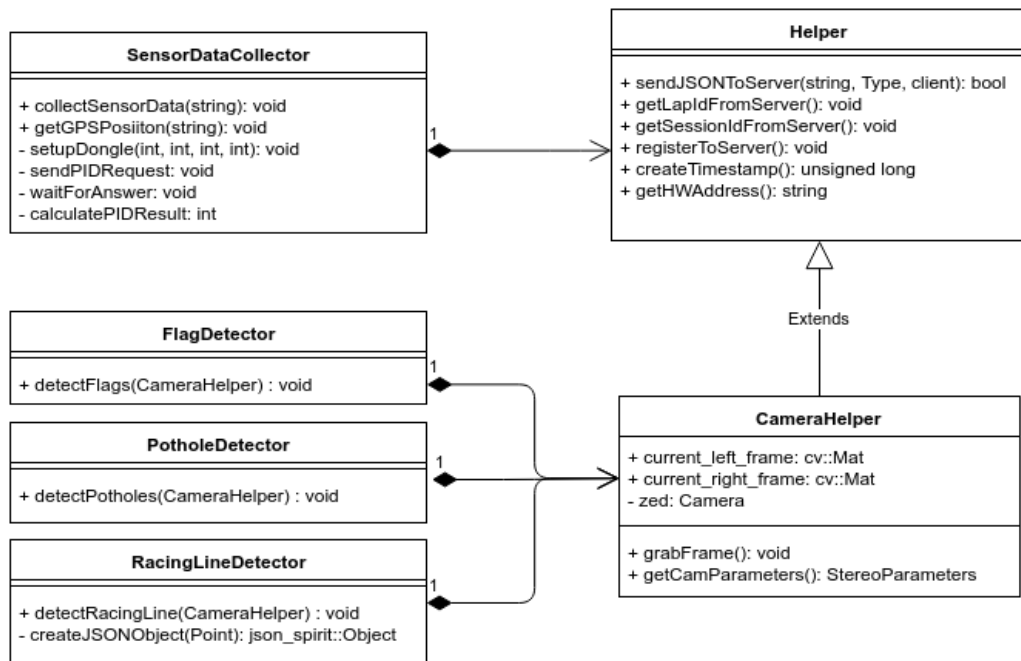 SensorDataCollector
+ collectSensorData(string): void
+ getGPSPosiiton(string): void
- setupDongle(int, int, int, int): void
- sendPIDRequest: void
- waitForAnswer: void
- calculatePIDResult: int
1
Helper
+ sendJSONToServer(string, Type, client): bool
+ getLapIdFromServer(): void
+ getSessionIdFromServer(): void
+ registerToServer(): void
+ createTimestamp(): unsigned long
+ getHWAddress(): string
Extends
FlagDetector
+ detectFlags(CameraHelper) : void
1
PotholeDetector
+ detectPotholes(CameraHelper) : void
1
RacingLineDetector
+ detectRacingLine(CameraHelper) : void
- createJSONObject(Point): json_spirit::Object
1
CameraHelper
+ current_left_frame: cv::Mat
+ current_right_frame: cv::Mat
- zed: Camera
+ grabFrame(): void
+ getCamParameters(): StereoParameters